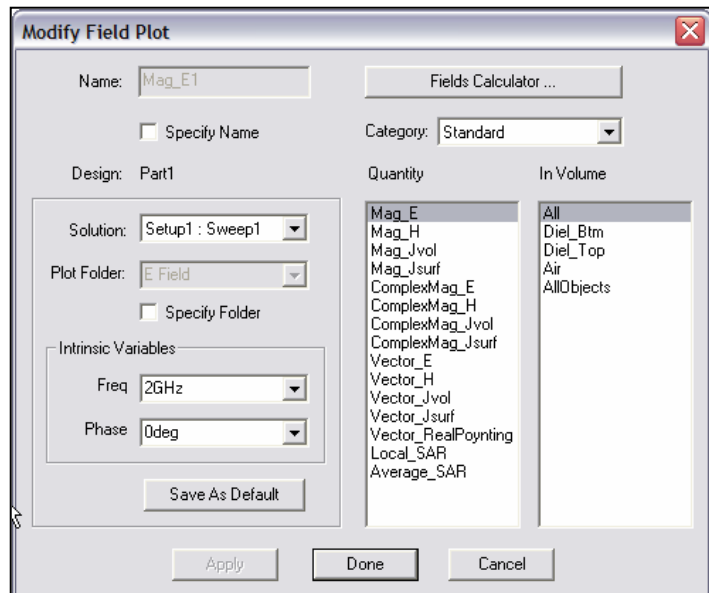 Modify Field Plot
Name: Mag_E1
Specify Name
Design: Part1
Solution: Setup1 : Sweep1
Plot Folder: E Field
Specify Folder
Intrinsic Variables
Freq 2GHz
Phase 0deg
Save As Default
Fields Calculator ...
Category: Standard
Quantity
Mag_E
Mag_H
Mag_Jvol
Mag_Jsurf
ComplexMag_E
ComplexMag_H
ComplexMag_Jvol
ComplexMag_Jsurf
Vector_E
Vector_H
Vector_Jvol
Vector_Jsurf
Vector_RealPoynting
Local_SAR
Average_SAR
In Volume
All
Diel_Btm
Diel_Top
Air
AllObjects
Apply
Done
Cancel